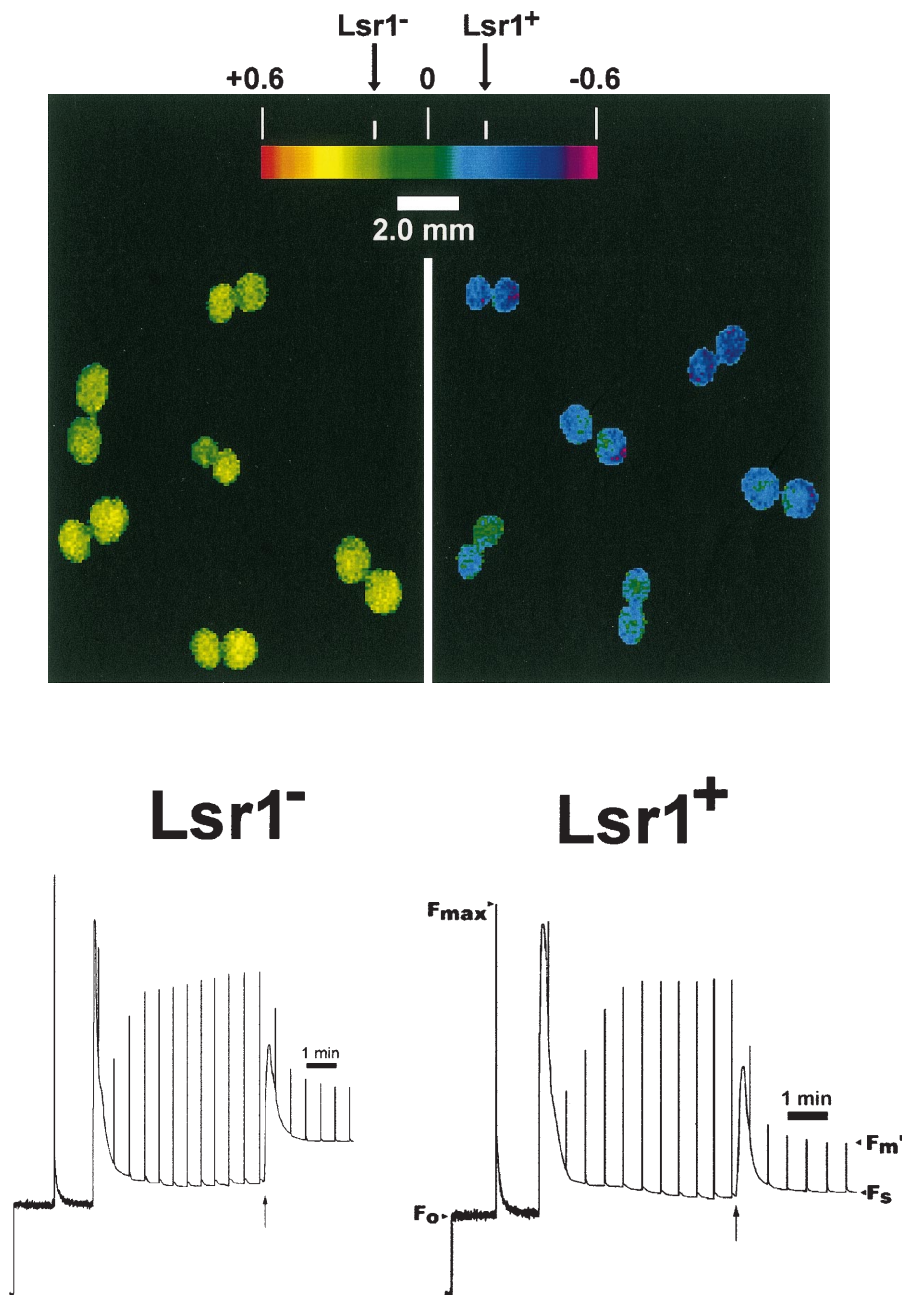 Lsr1⁻ Lsr1⁺
+0.6 0 -0.6
2.0 mm
Lsr1⁻ Lsr1⁺
Fmax
1 min
1 min
Fm'
Fs
Fo